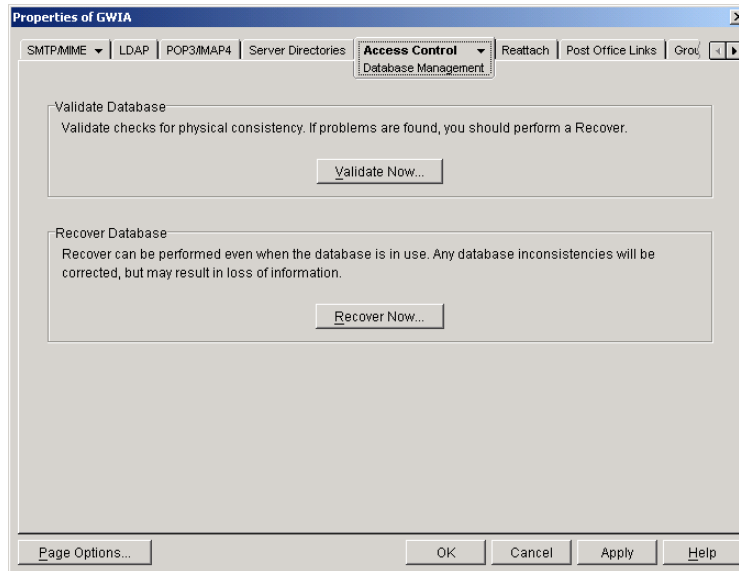 Properties of GWIA
SMTP/MIME LDAP POP3/IMAP4 Server Directories Access Control Reattach Post Office Links
Database Management
Validate Database
Validate checks for physical consistency. If problems are found, you should perform a Recover.
Validate Now...
Recover Database
Recover can be performed even when the database is in use. Any database inconsistencies will be
corrected, but may result in loss of information.
Recover Now...
Page Options... OK Cancel Apply Help